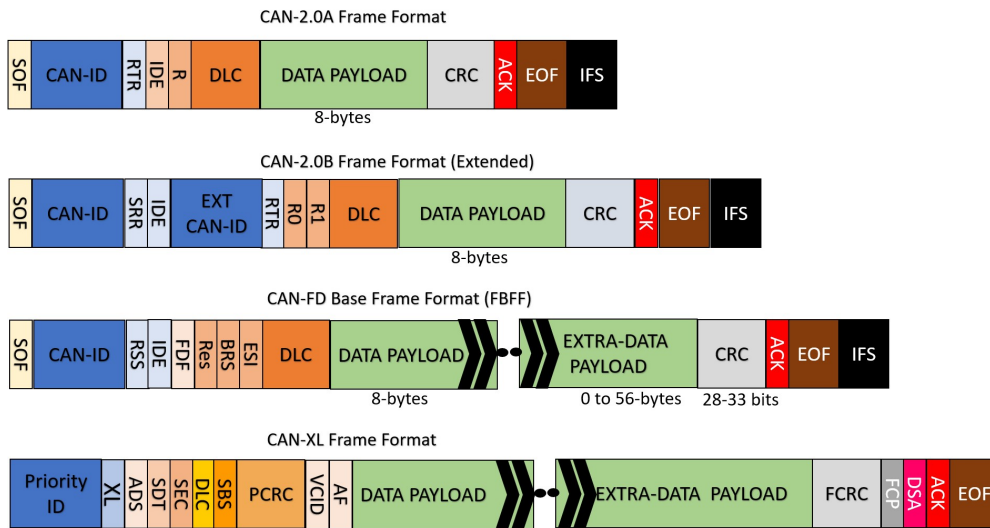 CAN-2.0A Frame Format
SOF CAN-ID RTR IDE R DLC DATA PAYLOAD CRC ACK EOF IFS
8-bytes
CAN-2.0B Frame Format (Extended)
SOF CAN-ID SRR IDE EXT CAN-ID RTR R0 R1 DLC DATA PAYLOAD CRC ACK EOF IFS
8-bytes
CAN-FD Base Frame Format (FBFF)
SOF CAN-ID RSS IDE FDF Res BRS ESI DLC DATA PAYLOAD EXTRA-DATA PAYLOAD CRC ACK EOF IFS
8-bytes 0 to 56-bytes 28-33 bits
CAN-XL Frame Format
Priority ID XL ADS SDT SEC DLC SBS PCRC VCID AF DATA PAYLOAD EXTRA-DATA PAYLOAD FCRC FCP DSA ACK EOF